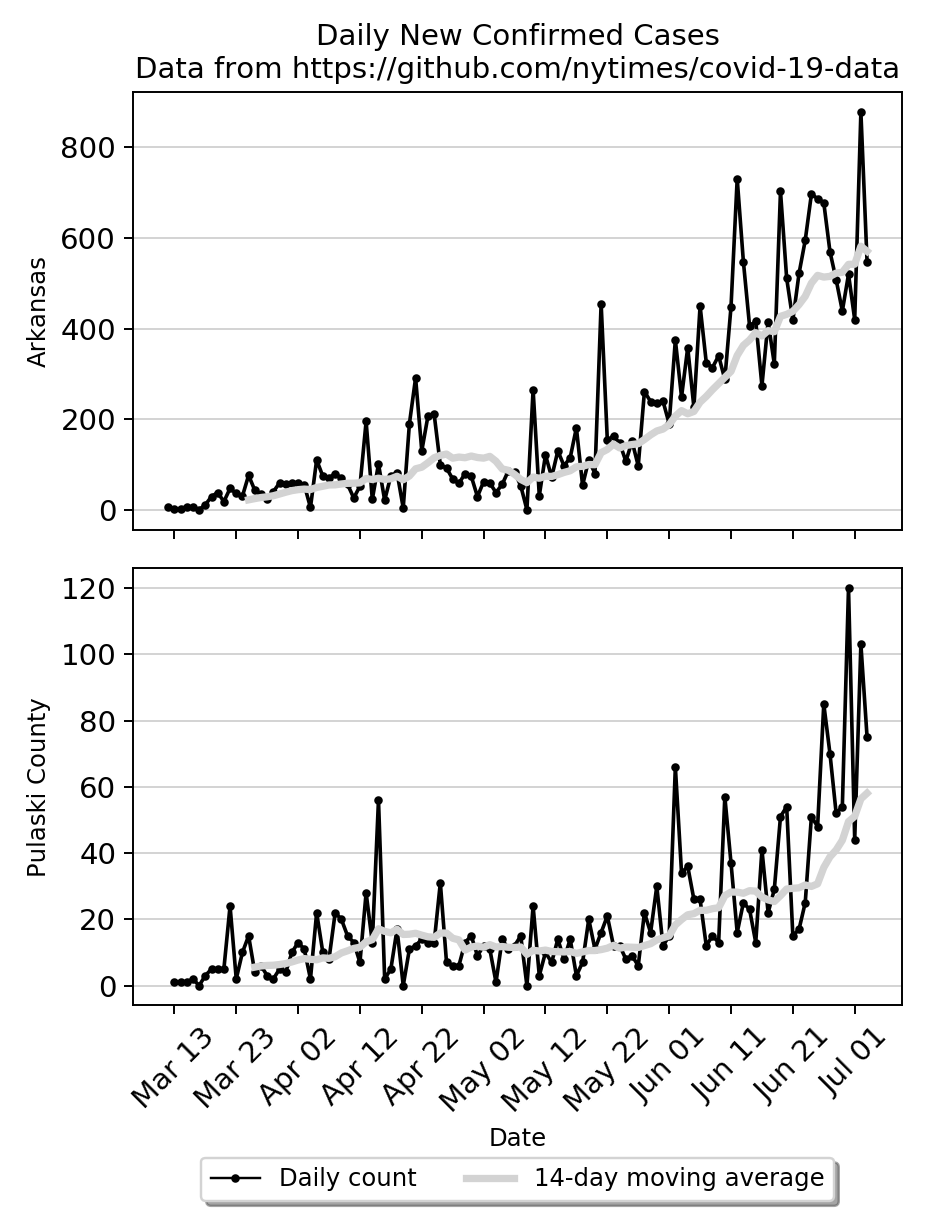 Daily New Confirmed Cases
Data from https://github.com/nytimes/covid-19-data
800
600
400
200
0
Arkansas
120
100
80
60
40
20
0
Pulaski County
Mar 13
Mar 23
Apr 02
Apr 12
Apr 22
May 02
May 12
May 22
Jun 01
Jun 11
Jun 21
Jul 01
Date
Daily count
14-day moving average